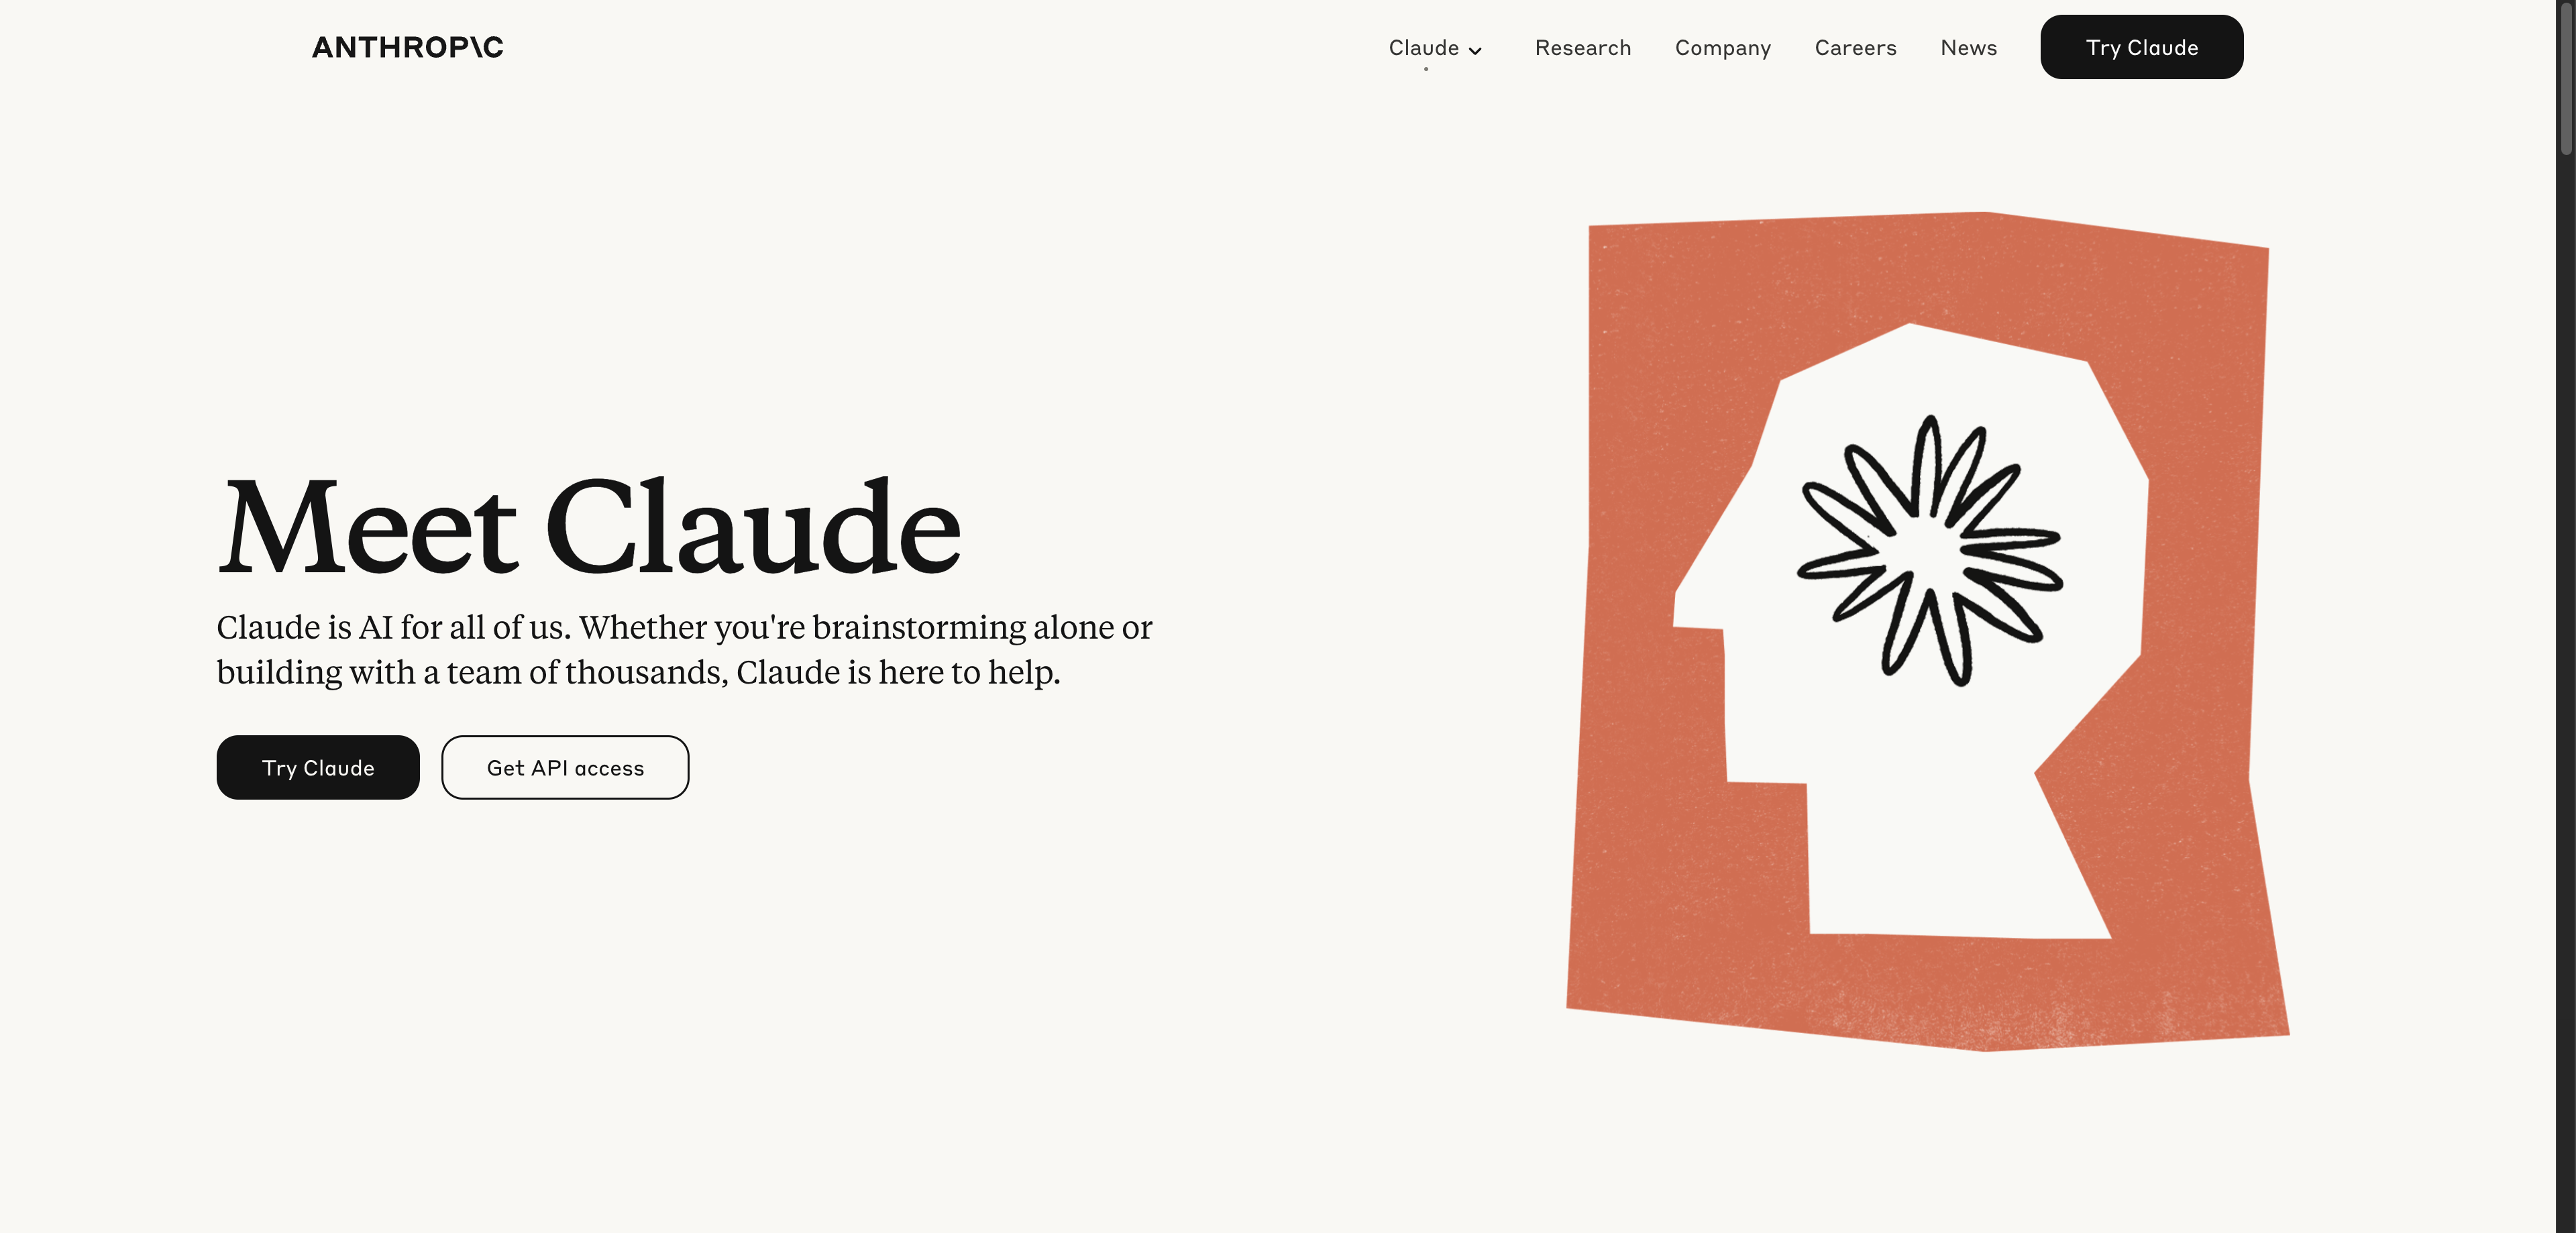 ANTHROP\C
Claude
Research
Company
Careers
News
Try Claude
Meet Claude
Claude is AI for all of us. Whether you're brainstorming alone or
building with a team of thousands, Claude is here to help.
Try Claude
Get API access